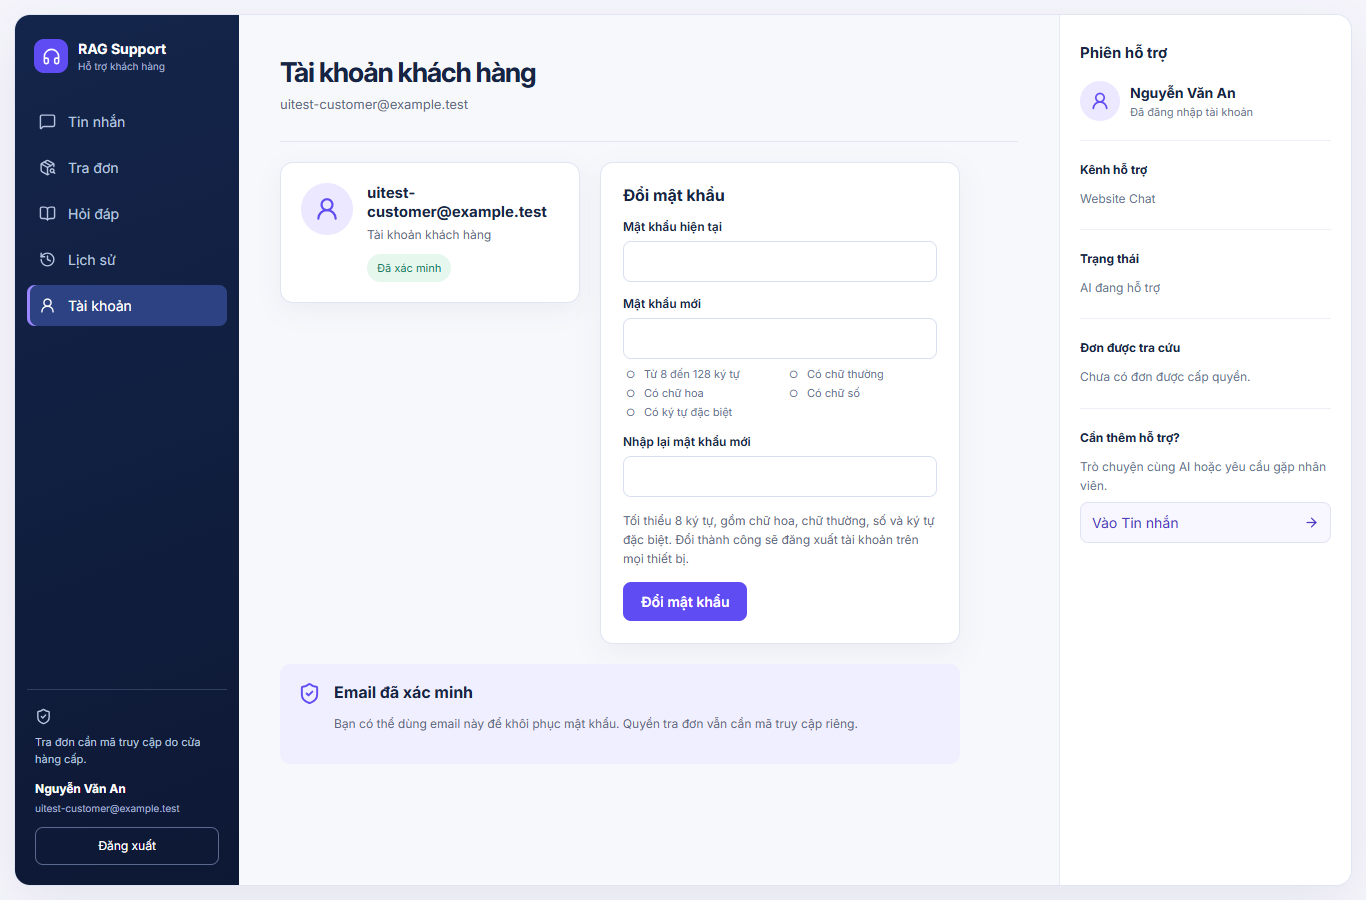 RAG Support
Hỗ trợ khách hàng
Tin nhắn
Tra đơn
Hỏi đáp
Lịch sử
Tài khoản
Tra đơn cần mã truy cập do cửa
hàng cấp.
Nguyễn Văn An
uitest-customer@example.test
Đăng xuất
Tài khoản khách hàng
uitest-customer@example.test
uitest-
customer@example.test
Tài khoản khách hàng
Đã xác minh
Đổi mật khẩu
Mật khẩu hiện tại
Mật khẩu mới
Từ 8 đến 128 ký tự
Có chữ thường
Có chữ hoa
Có chữ số
Có ký tự đặc biệt
Nhập lại mật khẩu mới
Tối thiểu 8 ký tự, gồm chữ hoa, chữ thường, số và ký tự
đặc biệt. Đổi thành công sẽ đăng xuất tài khoản trên
mọi thiết bị.
Đổi mật khẩu
Email đã xác minh
Bạn có thể dùng email này để khôi phục mật khẩu. Quyền tra đơn vẫn cần mã truy cập riêng.
Phiên hỗ trợ
Nguyễn Văn An
Đã đăng nhập tài khoản
Kênh hỗ trợ
Website Chat
Trạng thái
AI đang hỗ trợ
Đơn được tra cứu
Chưa có đơn được cấp quyền.
Cần thêm hỗ trợ?
Trò chuyện cùng AI hoặc yêu cầu gặp nhân
viên.
Vào Tin nhắn